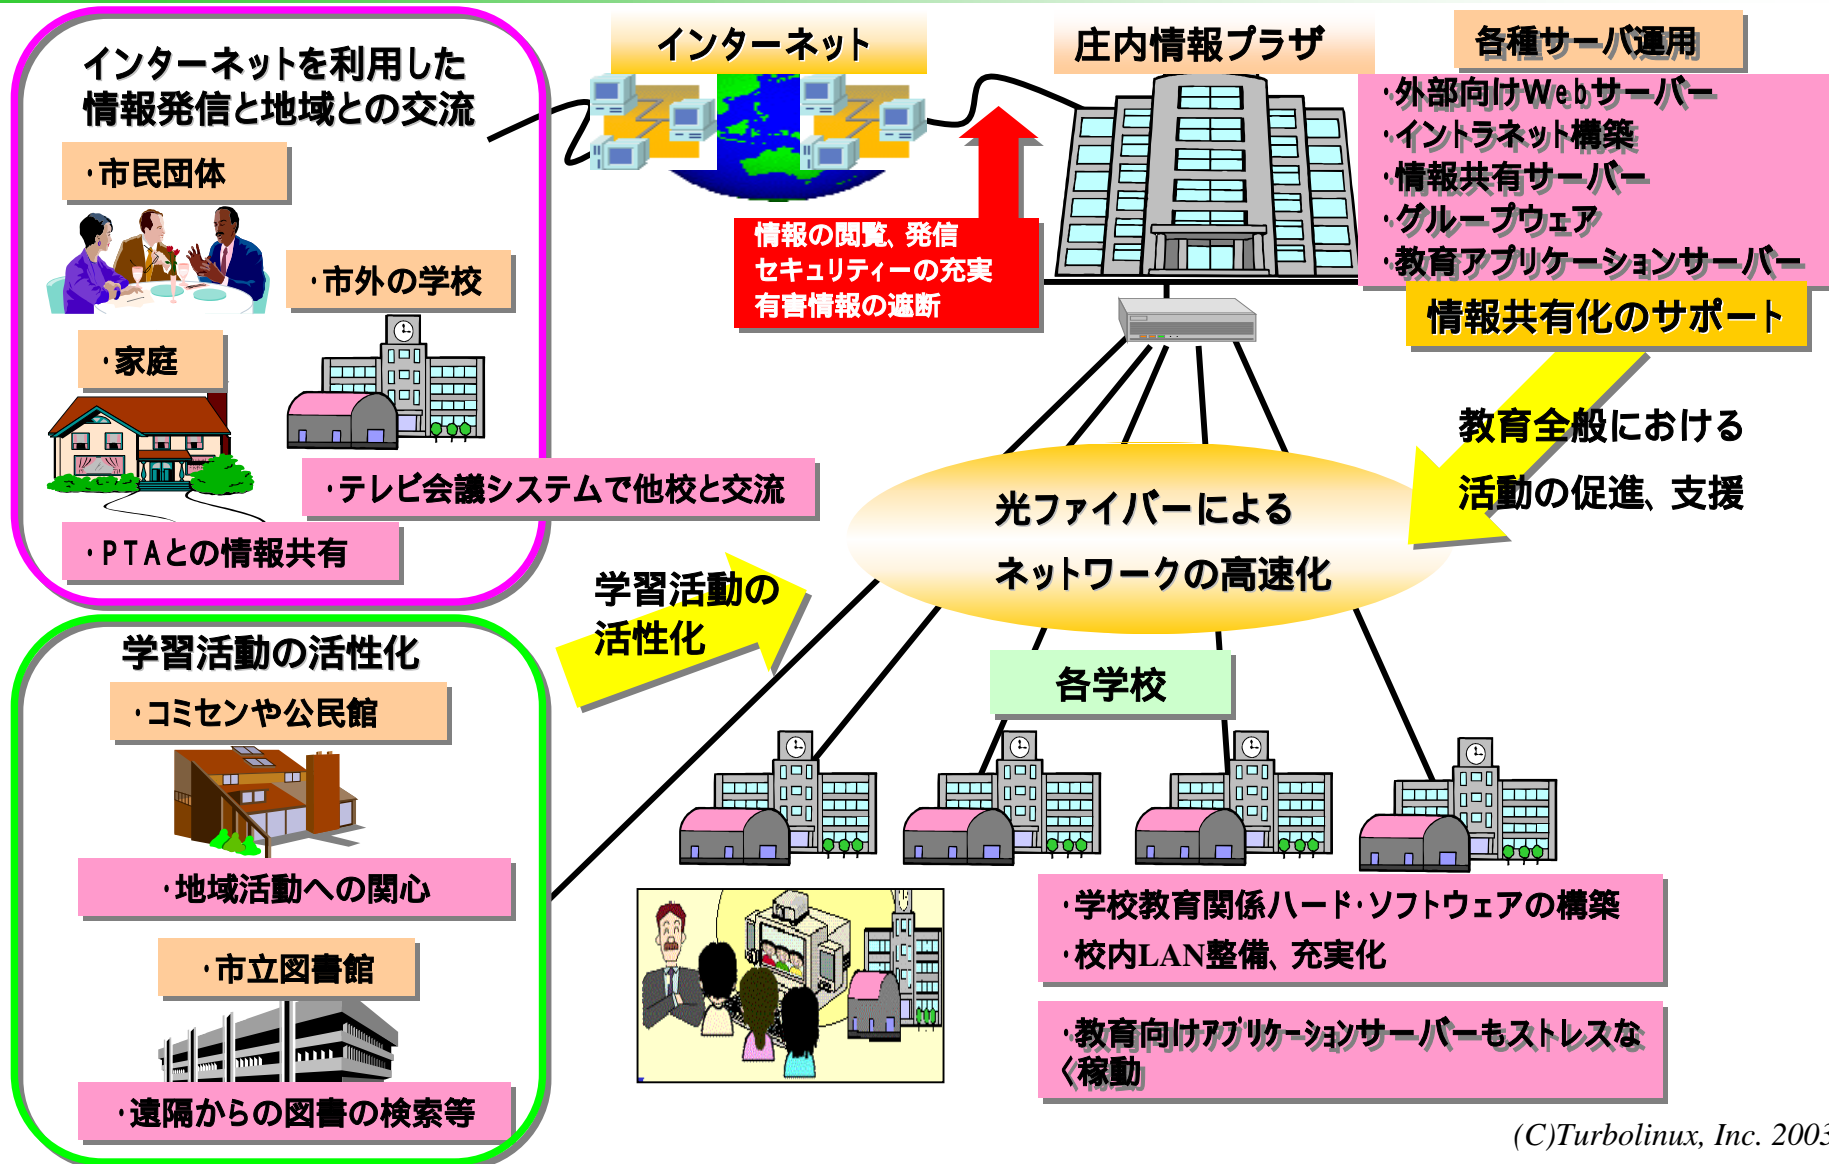 インターネットを利用した
情報発信と地域との交流
・市民団体
・市外の学校
・家庭
・テレビ会議システムで他校と交流
・PTAとの情報共有
インターネット
庄内情報プラザ
各種サーバ運用
・外部向けWebサーバー
・イントラネット構築
・情報共有サーバー
・グループウェア
・教育アプリケーションサーバー
情報の閲覧、発信
セキュリティーの充実
有害情報の遮断
情報共有化のサポート
教育全般における
活動の促進、支援
光ファイバーによる
ネットワークの高速化
学習活動の
活性化
学習活動の活性化
・コミセンや公民館
・地域活動への関心
・市立図書館
・遠隔からの図書の検索等
各学校
・学校教育関係ハード・ソフトウェアの構築
・校内LAN整備、充実化
・教育向けアプリケーションサーバーもストレスな
く稼動
(C)Turbolinux, Inc. 2003